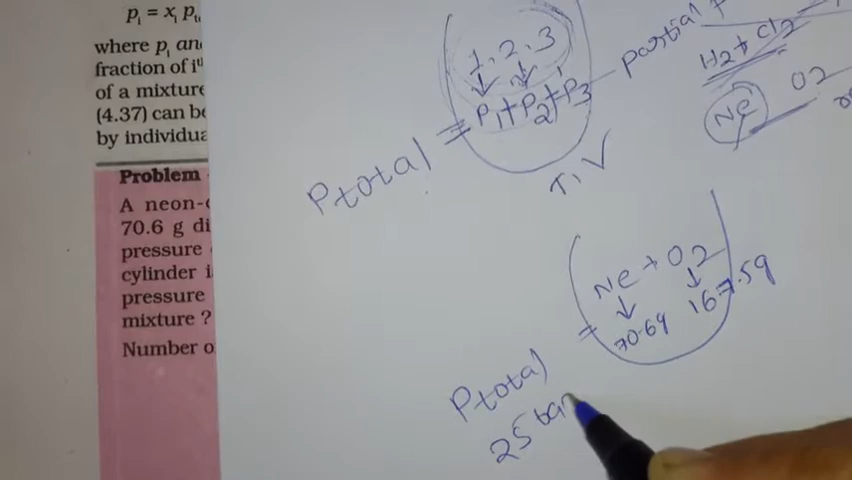 pᵢ = xᵢ p
where pᵢ an
fraction of iᵗ
of a mixture
(4.37) can be
by individua
Problem
A neon-
70.6 g di
pressure
cylinder i
pressure
mixture ?
Number o
1, 2, 3
Ptotal = P1+P2+P3
partial
T, V
H2+Cl2
Ne O2
Ne + O2
70.6g 167.5g
Ptotal =
25 bar